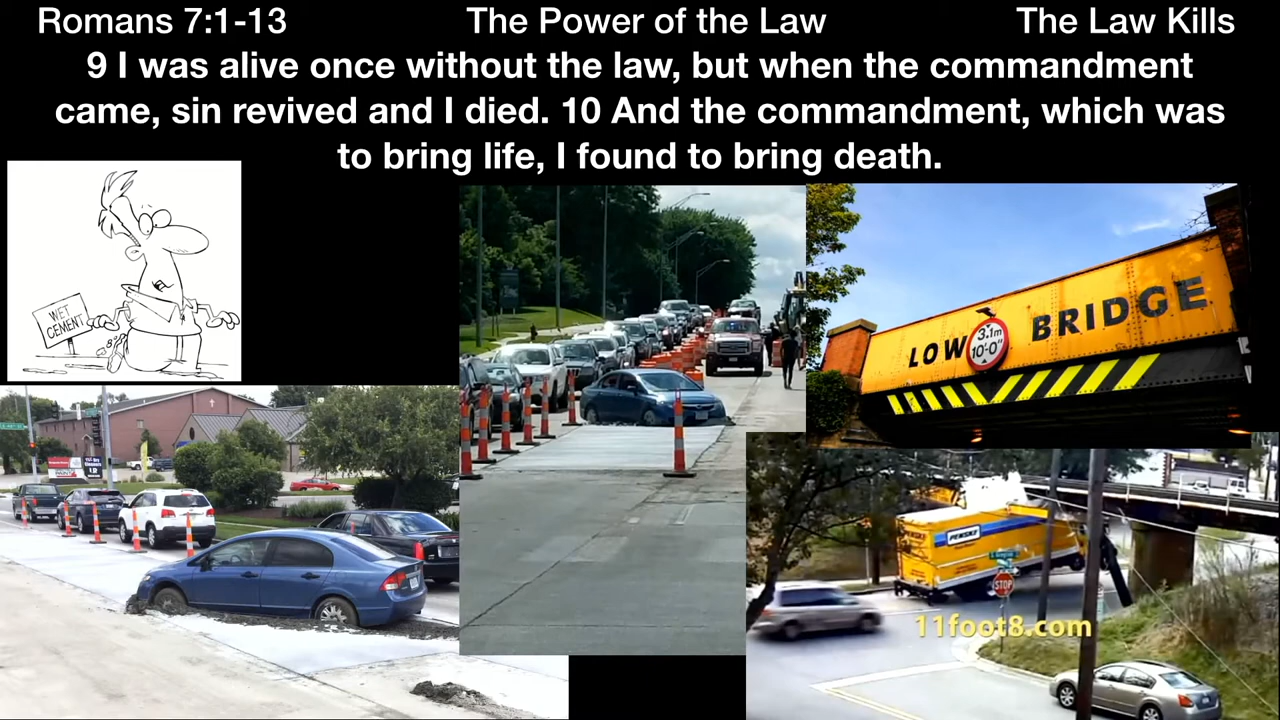 Romans 7:1-13
The Power of the Law
The Law Kills
9 I was alive once without the law, but when the commandment
came, sin revived and I died. 10 And the commandment, which was
to bring life, I found to bring death.
WET
CEMENT
LOW BRIDGE
3.1m
10'-0"
PENSKE
STOP
11foot8.com